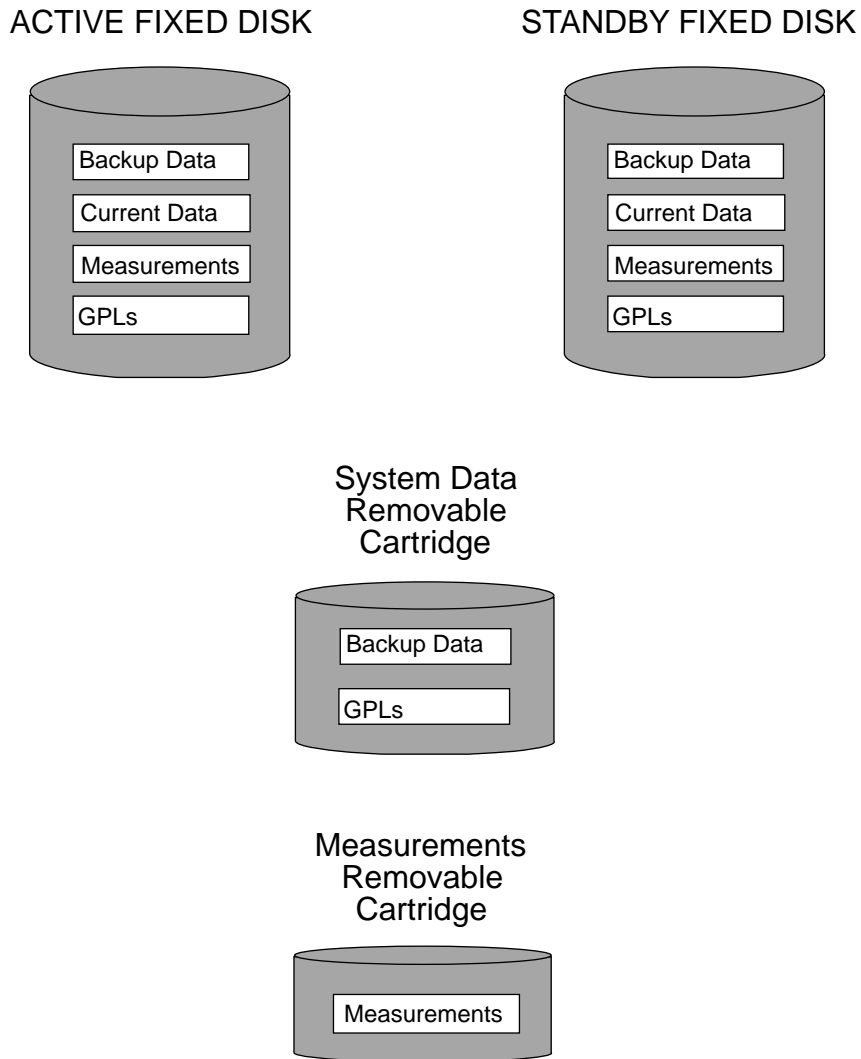 ACTIVE FIXED DISK
Backup Data
Current Data
Measurements
GPLs
STANDBY FIXED DISK
Backup Data
Current Data
Measurements
GPLs
System Data
Removable
Cartridge
Backup Data
GPLs
Measurements
Removable
Cartridge
Measurements